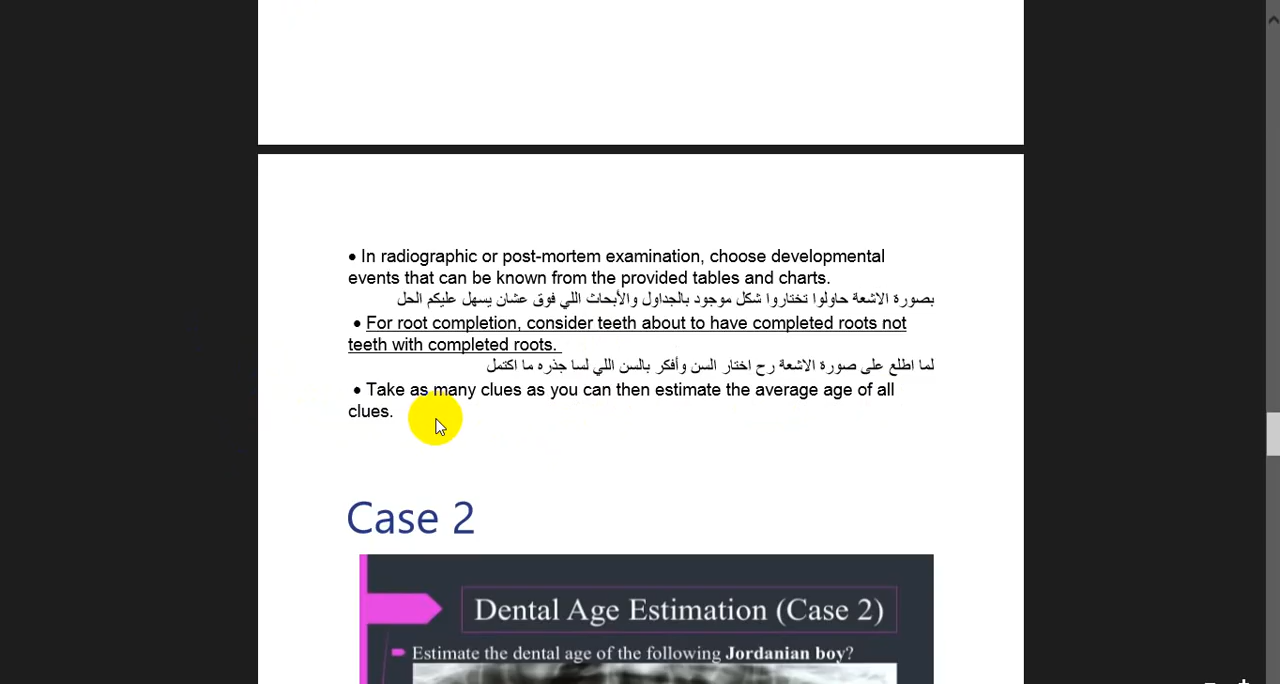 • In radiographic or post-mortem examination, choose developmental
events that can be known from the provided tables and charts.
بصورة الاشعة حاولوا تختاروا شكل موجود بالجداول والأبحاث اللي فوق عشان يسهل عليكم الحل
• For root completion, consider teeth about to have completed roots not
teeth with completed roots.
لما اطلع على صورة الاشعة رح اختار السن وأفكر بالسن اللي لسا جذره ما اكتمل
• Take as many clues as you can then estimate the average age of all
clues.
Case 2
Dental Age Estimation (Case 2)
Estimate the dental age of the following Jordanian boy?